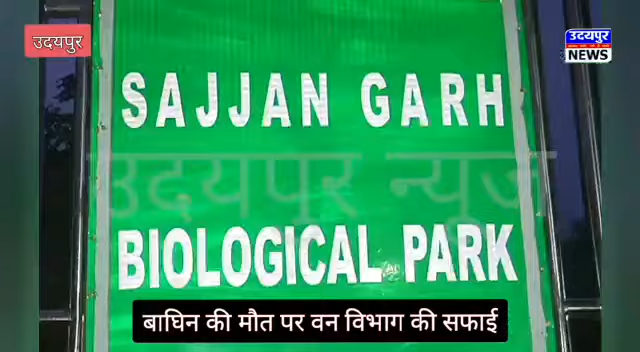 उदयपुर
उदयपुर
NEWS
SAJJAN GARH
उदयपुर न्यूज
BIOLOGICAL PARK
बाघिन की मौत पर वन विभाग की सफाई